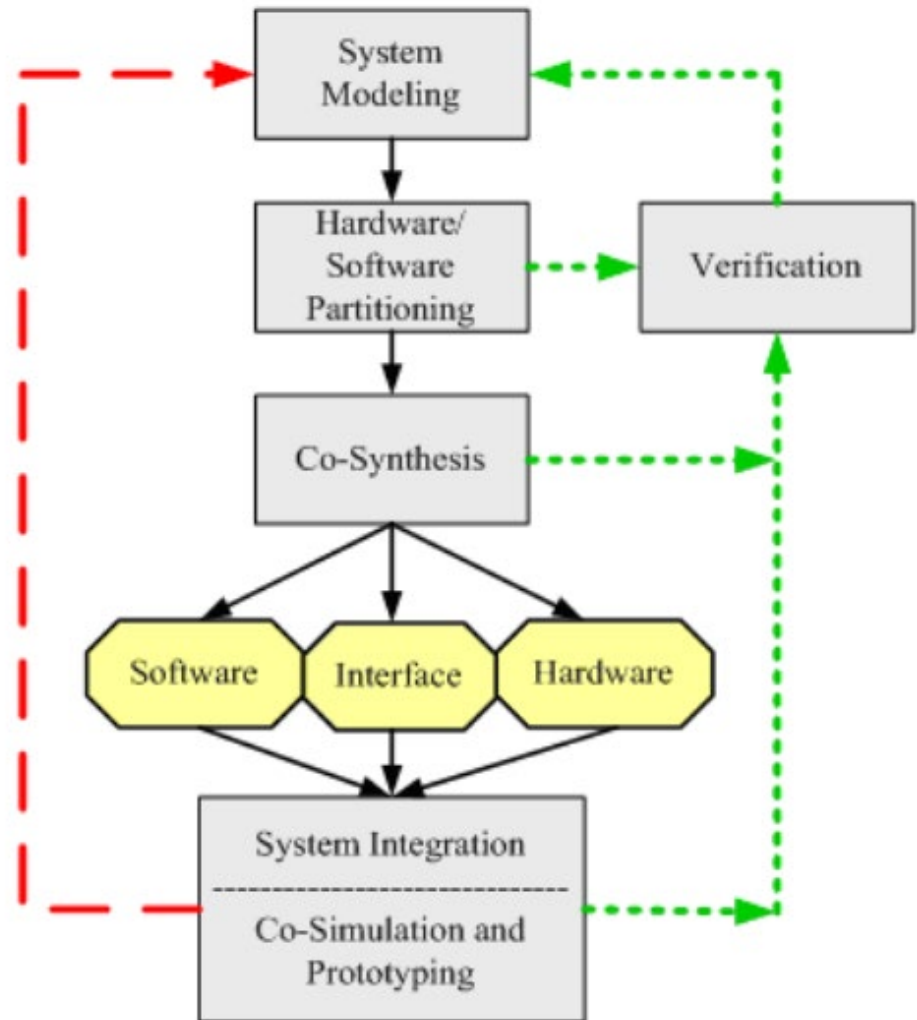 System
Modeling
Hardware/
Software
Partitioning
Verification
Co-Synthesis
Software
Interface
Hardware
System Integration
Co-Simulation and
Prototyping